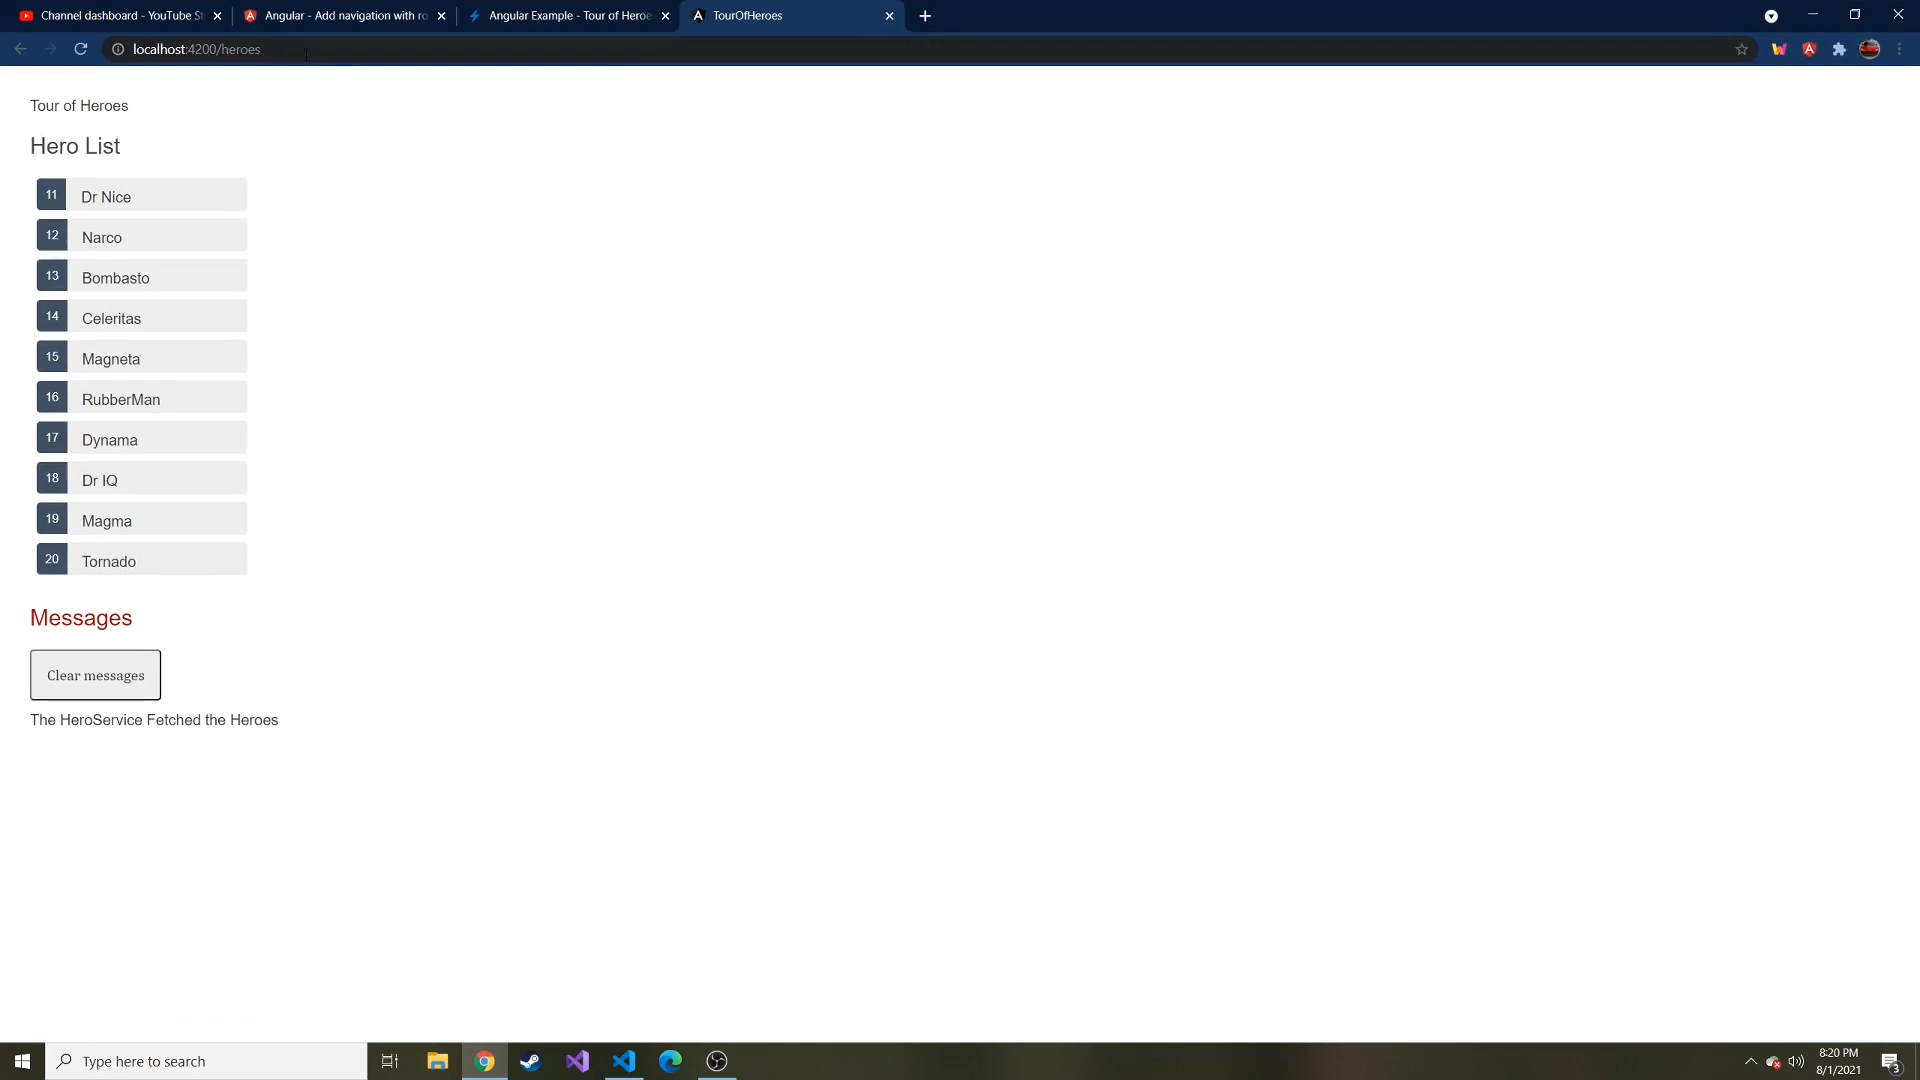 Channel dashboard - YouTube St
Angular - Add navigation with ro
Angular Example - Tour of Heroe
TourOfHeroes
localhost:4200/heroes
Tour of Heroes
Hero List
11 Dr Nice
12 Narco
13 Bombasto
14 Celeritas
15 Magneta
16 RubberMan
17 Dynama
18 Dr IQ
19 Magma
20 Tornado
Messages
Clear messages
The HeroService Fetched the Heroes
Type here to search
8:20 PM
8/1/2021
3